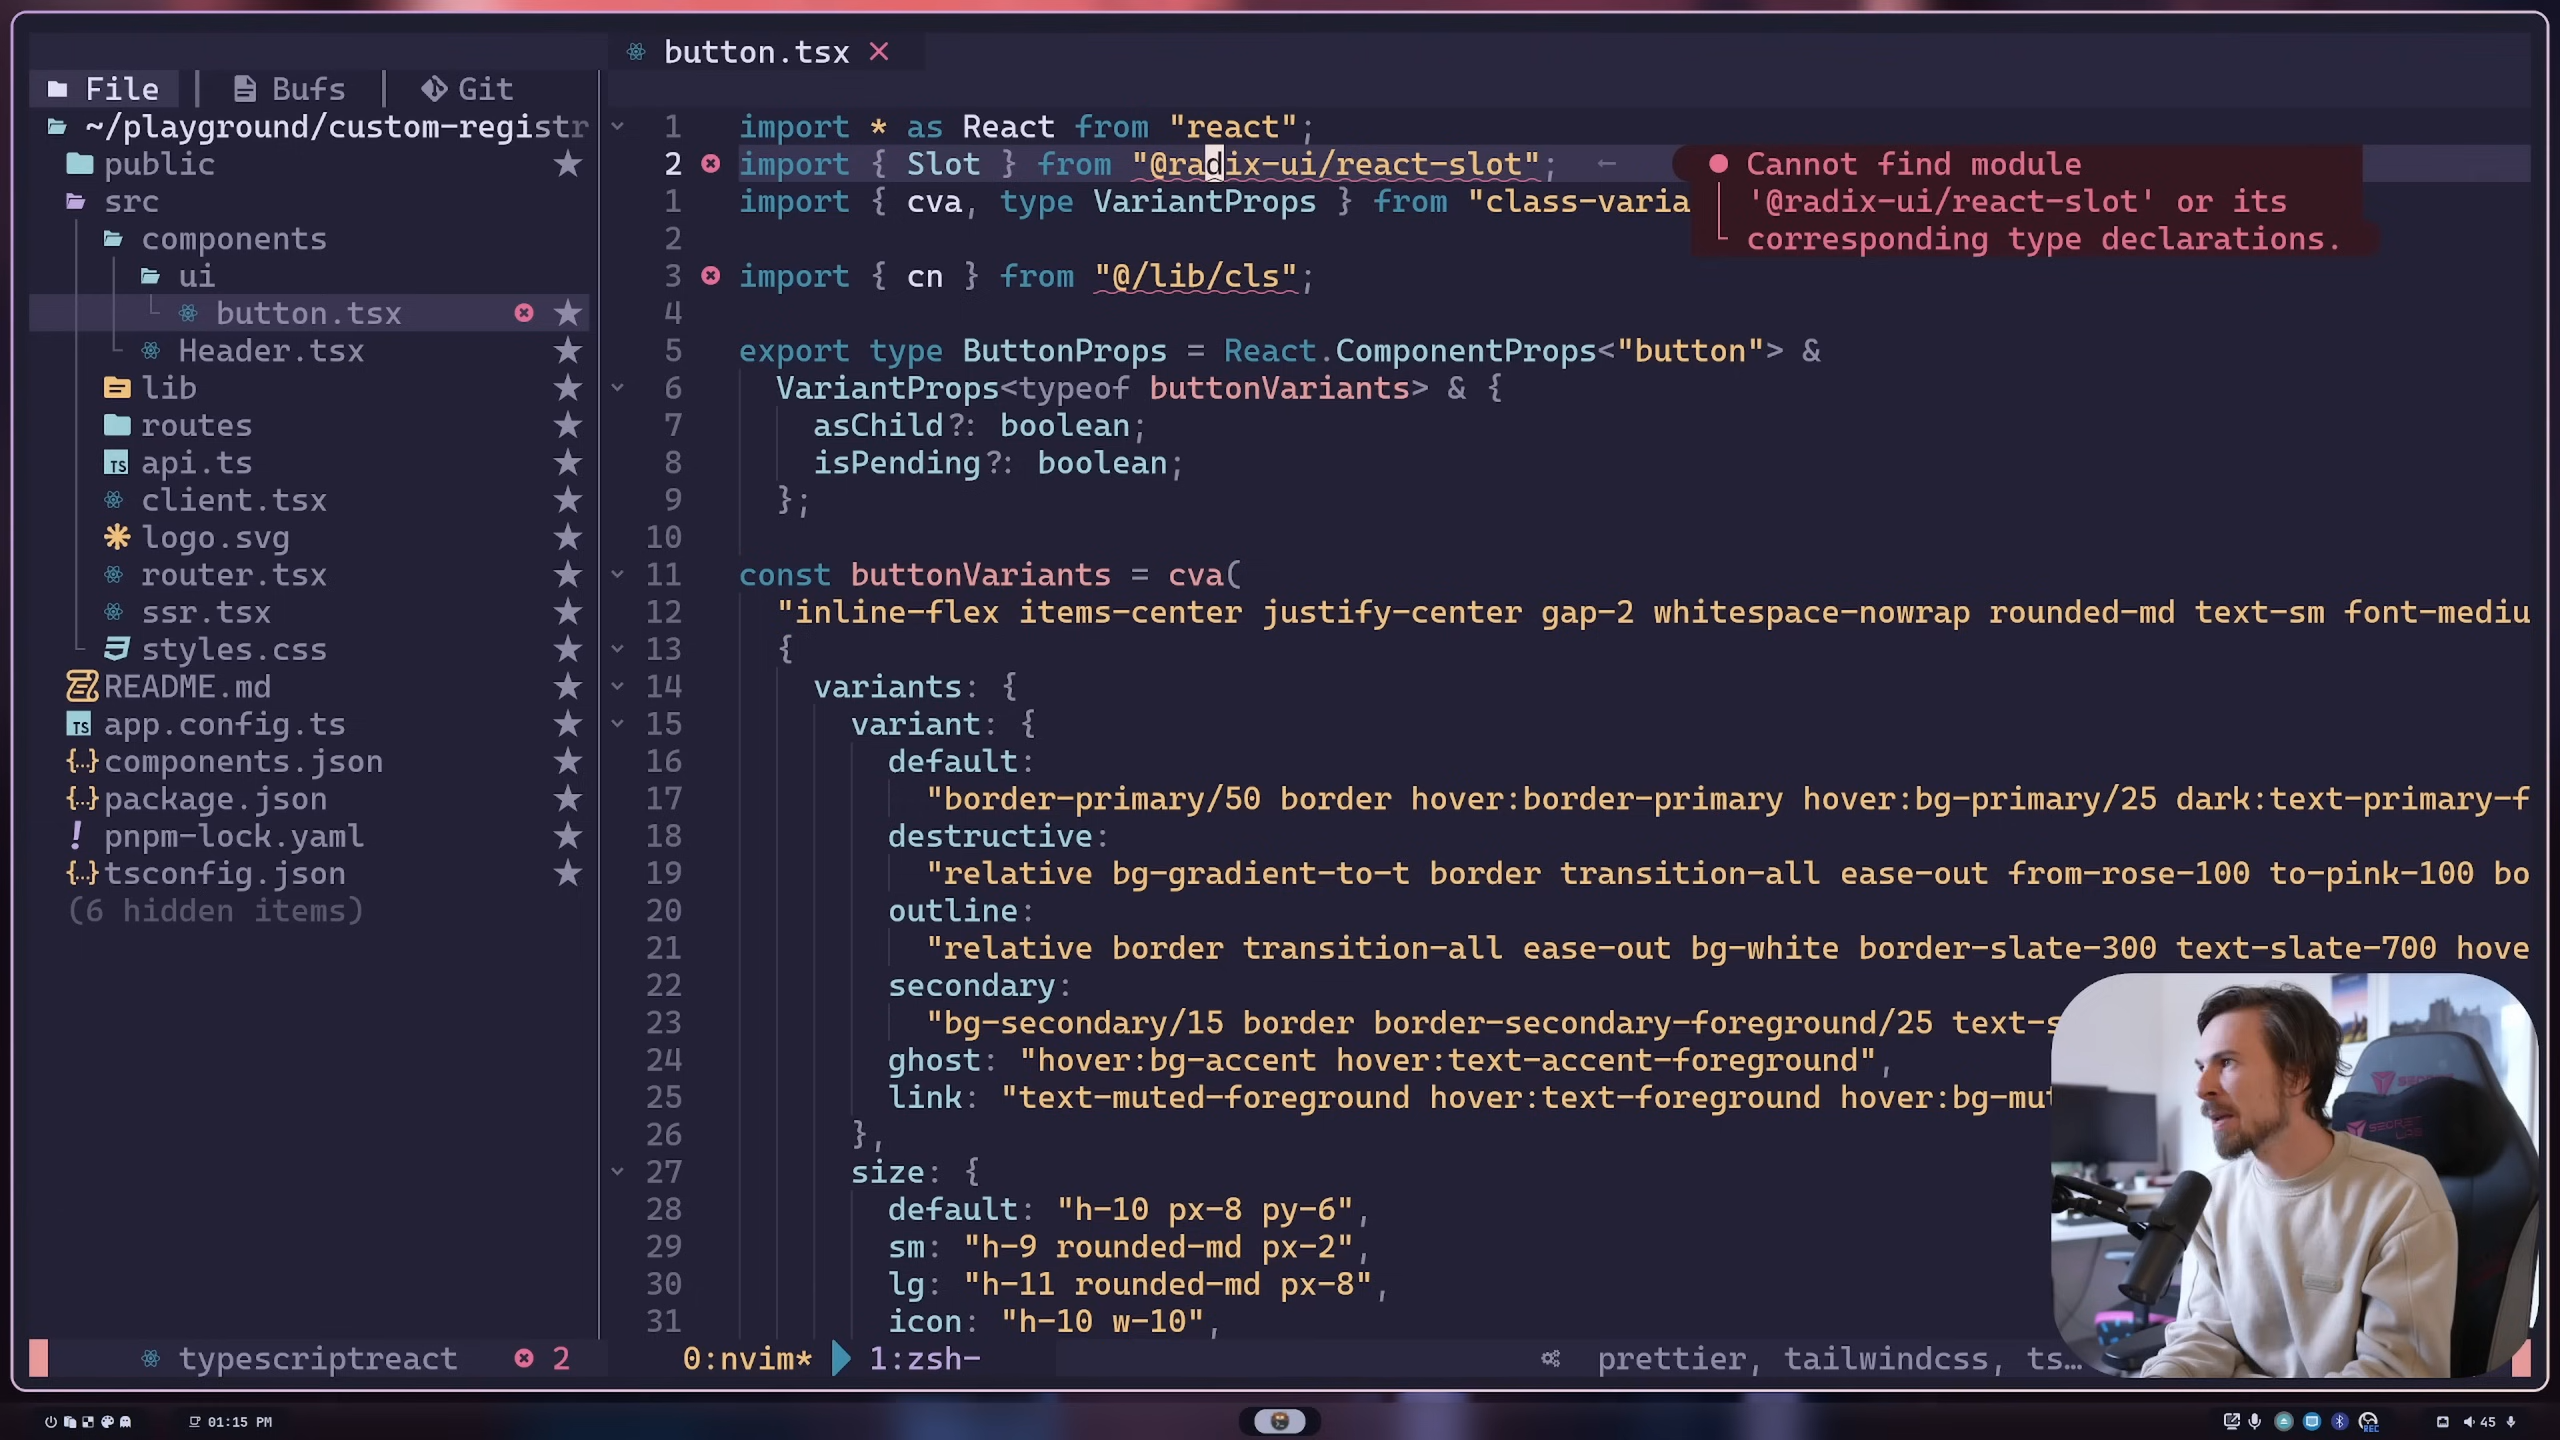 button.tsx
File | Bufs | Git
~/playground/custom-registr
public
src
components
ui
button.tsx
Header.tsx
lib
routes
TS api.ts
client.tsx
logo.svg
router.tsx
ssr.tsx
styles.css
README.md
TS app.config.ts
{..} components.json
{..} package.json
! pnpm-lock.yaml
{..} tsconfig.json
(6 hidden items)
1 import * as React from "react";
2 import { Slot } from "@radix-ui/react-slot"; ←
Cannot find module
'@radix-ui/react-slot' or its
corresponding type declarations.
1 import { cva, type VariantProps } from "class-varia
2
3 import { cn } from "@/lib/cls";
4
5 export type ButtonProps = React.ComponentProps<"button"> &
6 VariantProps<typeof buttonVariants> & {
7 asChild?: boolean;
8 isPending?: boolean;
9 };
10
11 const buttonVariants = cva(
12 "inline-flex items-center justify-center gap-2 whitespace-nowrap rounded-md text-sm font-mediu
13 {
14 variants: {
15 variant: {
16 default:
17 "border-primary/50 border hover:border-primary hover:bg-primary/25 dark:text-primary-f
18 destructive:
19 "relative bg-gradient-to-t border transition-all ease-out from-rose-100 to-pink-100 bo
20 outline:
21 "relative border transition-all ease-out bg-white border-slate-300 text-slate-700 hove
22 secondary:
23 "bg-secondary/15 border border-secondary-foreground/25 text-s
24 ghost: "hover:bg-accent hover:text-accent-foreground",
25 link: "text-muted-foreground hover:text-foreground hover:bg-mut
26 },
27 size: {
28 default: "h-10 px-8 py-6",
29 sm: "h-9 rounded-md px-2",
30 lg: "h-11 rounded-md px-8",
31 icon: "h-10 w-10",
typescriptreact 2
0:nvim* 1:zsh-
prettier, tailwindcss, ts…
01:15 PM
REC
45